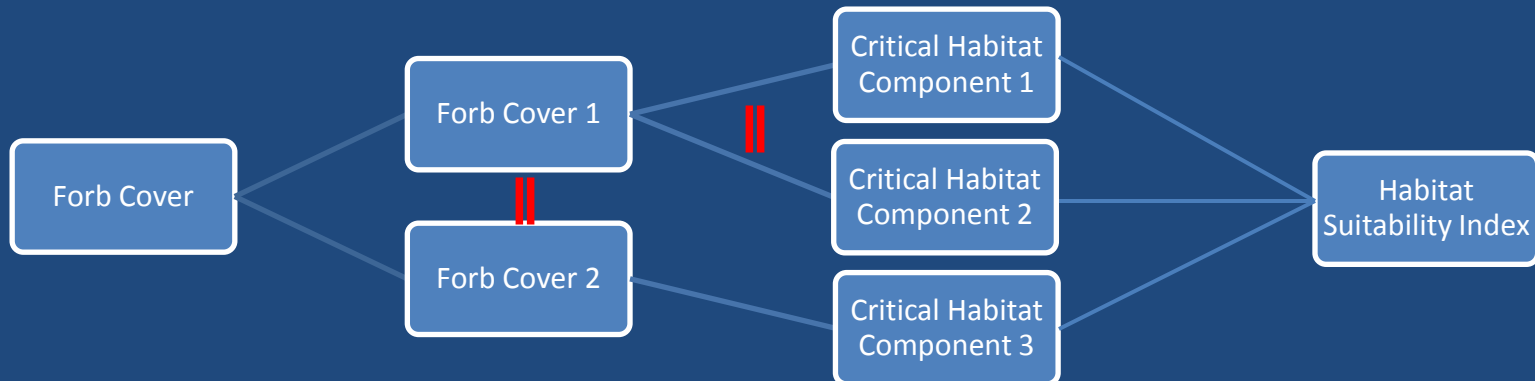 Forb Cover
Forb Cover 1
Forb Cover 2
Critical Habitat
Component 1
Critical Habitat
Component 2
Critical Habitat
Component 3
Habitat
Suitability Index